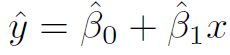 ŷ = β̂₀ + β̂₁x